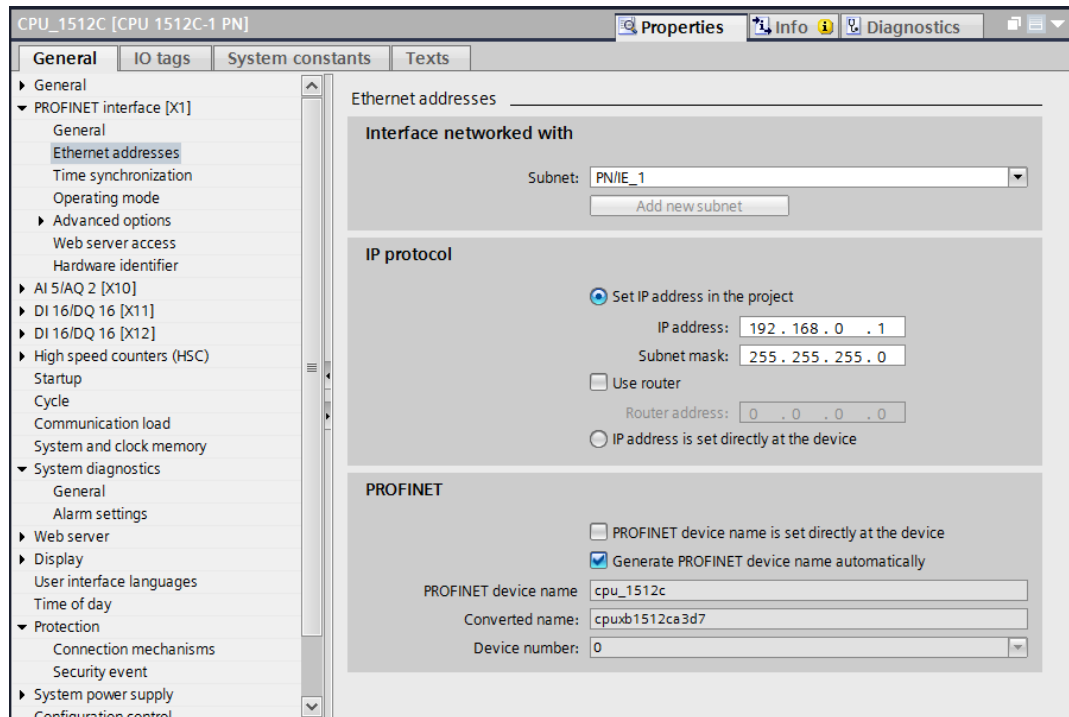 CPU_1512C [CPU 1512C-1 PN]
Properties
Info
Diagnostics
General
IO tags
System constants
Texts
General
PROFINET interface [X1]
General
Ethernet addresses
Time synchronization
Operating mode
Advanced options
Web server access
Hardware identifier
AI 5/AQ 2 [X10]
DI 16/DQ 16 [X11]
DI 16/DQ 16 [X12]
High speed counters (HSC)
Startup
Cycle
Communication load
System and clock memory
System diagnostics
General
Alarm settings
Web server
Display
User interface languages
Time of day
Protection
Connection mechanisms
Security event
System power supply
Configuration control
Ethernet addresses
Interface networked with
Subnet: PN/IE_1
Add new subnet
IP protocol
Set IP address in the project
IP address: 192 . 168 . 0 . 1
Subnet mask: 255 . 255 . 255 . 0
Use router
Router address: 0 . 0 . 0 . 0
IP address is set directly at the device
PROFINET
PROFINET device name is set directly at the device
Generate PROFINET device name automatically
PROFINET device name cpu_1512c
Converted name: cpuxb1512ca3d7
Device number: 0